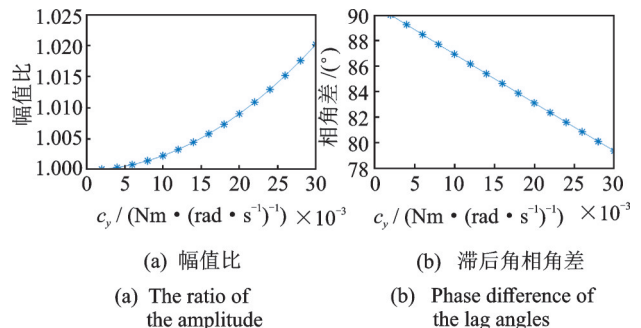 1.025
1.020
1.015
1.010
1.005
1.000
幅值比
0 5 10 15 20 25 30
c_y / (Nm·(rad·s⁻¹)⁻¹) ×10⁻³
(a) 幅值比
(a) The ratio of
the amplitude
90
88
86
84
82
80
78
相角差 /(°)
0 5 10 15 20 25 30
c_y / (Nm·(rad·s⁻¹)⁻¹) ×10⁻³
(b) 滞后角相角差
(b) Phase difference of
the lag angles